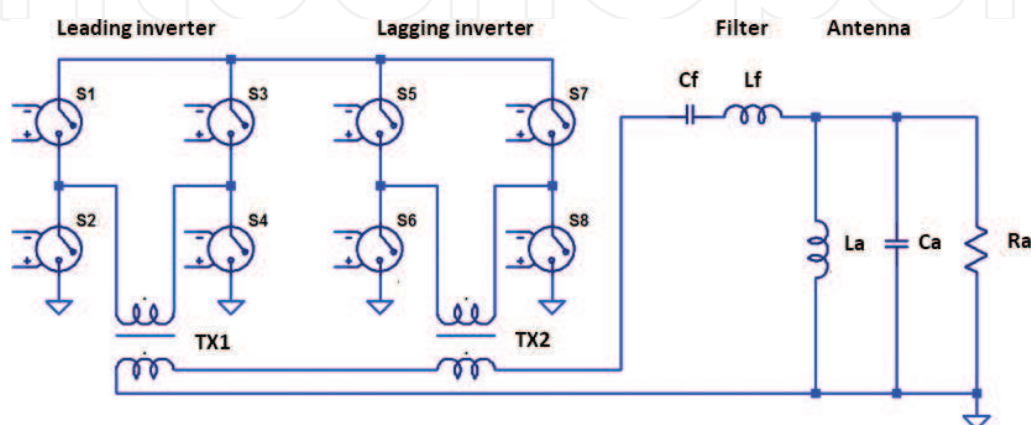 Leading inverter Lagging inverter Filter Antenna
Cf Lf
S1 S3 S5 S7
- - - -
+ + + +
S2 S4 S6 S8
- - - -
+ + + +
La Ca Ra
TX1 TX2